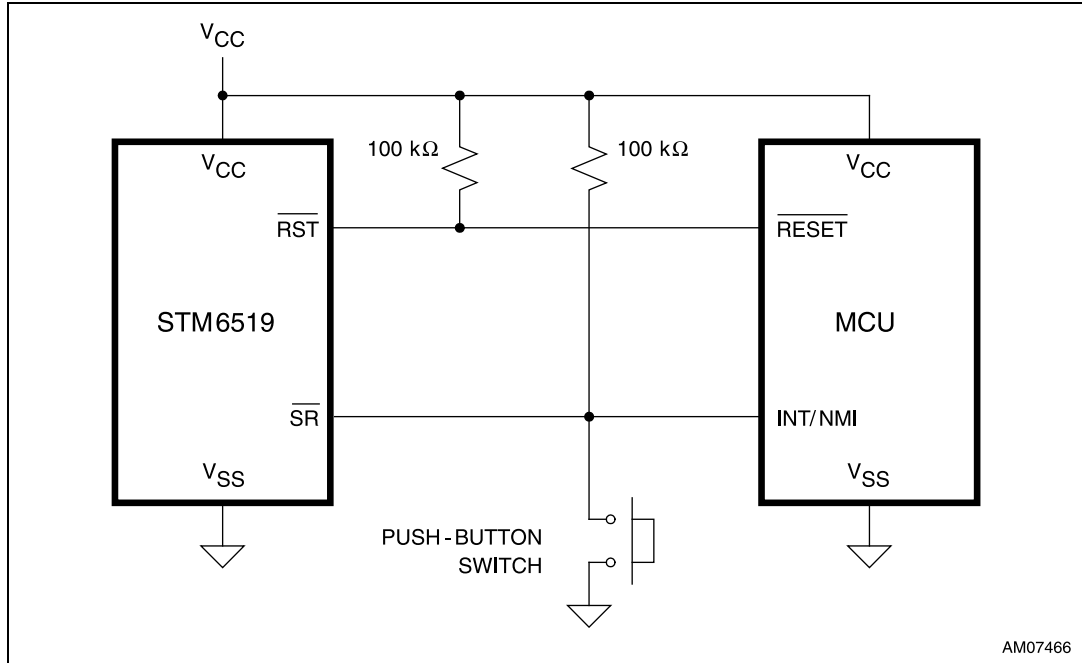 VCC
100 kΩ
100 kΩ
VCC
RST
STM6519
SR
VSS
VCC
RESET
MCU
INT/NMI
VSS
PUSH-BUTTON
SWITCH
AM07466